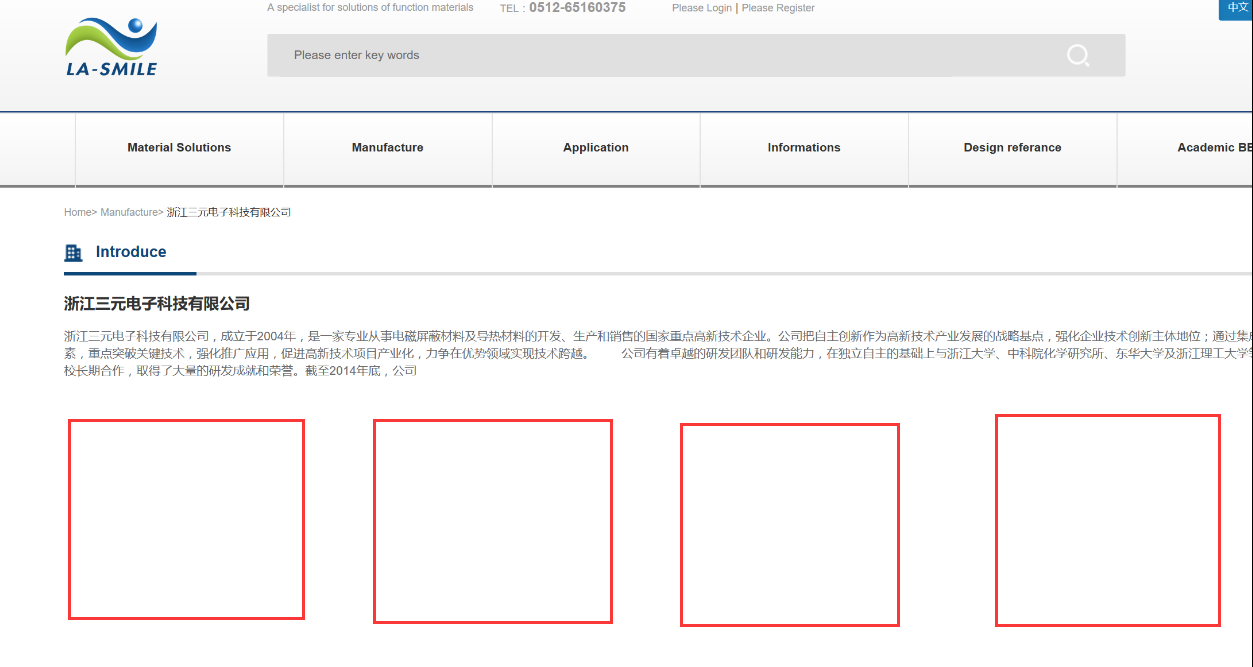 A specialist for solutions of function materials TEL：0512-65160375 Please Login | Please Register 中文
LA-SMILE
Please enter key words
Material Solutions Manufacture Application Informations Design referance Academic BB
Home> Manufacture> 浙江三元电子科技有限公司
Introduce
浙江三元电子科技有限公司
浙江三元电子科技有限公司，成立于2004年，是一家专业从事电磁屏蔽材料及导热材料的开发、生产和销售的国家重点高新技术企业。公司把自主创新作为高新技术产业发展的战略基点，强化企业技术创新主体地位；通过集成
素，重点突破关键技术，强化推广应用，促进高新技术项目产业化，力争在优势领域实现技术跨越。 公司有着卓越的研发团队和研发能力，在独立自主的基础上与浙江大学、中科院化学研究所、东华大学及浙江理工大学等
校长期合作，取得了大量的研发成就和荣誉。截至2014年底，公司